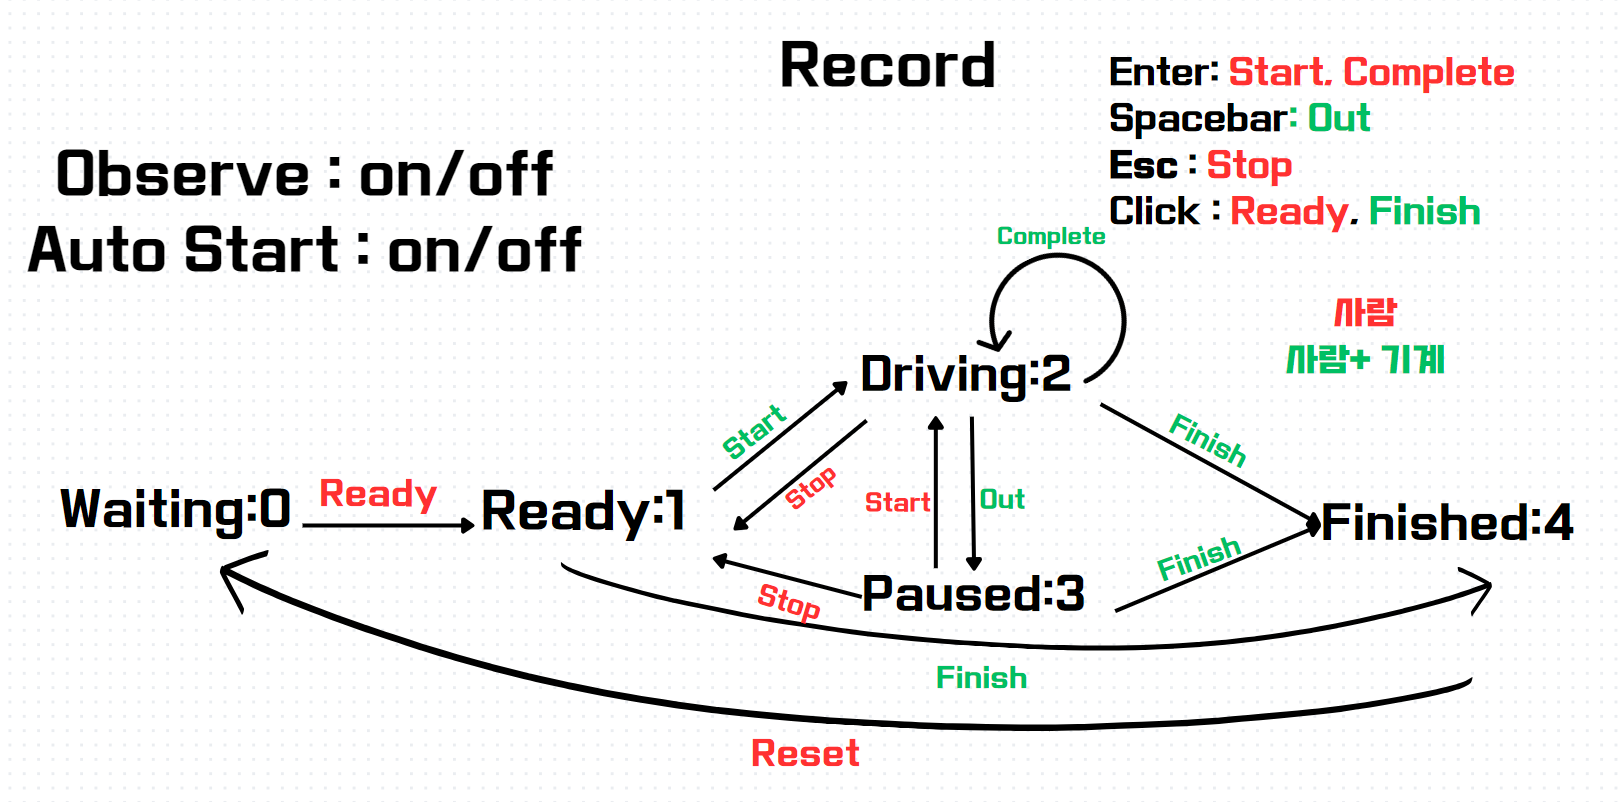 Record
Enter: Start, Complete
Spacebar: Out
Esc : Stop
Click : Ready, Finish
Observe : on/off
Auto Start : on/off
Complete
사람
사람+ 기계
Driving:2
Start
Stop
Start
Out
Finish
Waiting:0
Ready
Ready:1
Finished:4
Finish
Stop
Paused:3
Finish
Reset